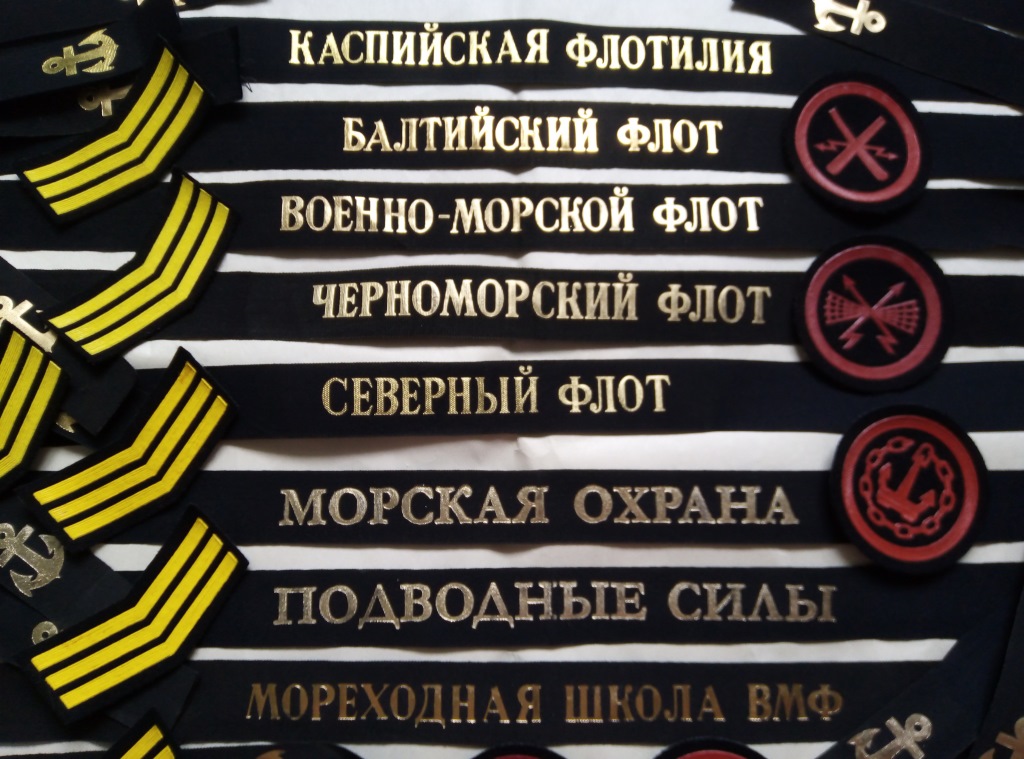 КАСПИЙСКАЯ ФЛОТИЛИЯ
БАЛТИЙСКИЙ ФЛОТ
ВОЕННО-МОРСКОЙ ФЛОТ
ЧЕРНОМОРСКИЙ ФЛОТ
СЕВЕРНЫЙ ФЛОТ
МОРСКАЯ ОХРАНА
ПОДВОДНЫЕ СИЛЫ
МОРЕХОДНАЯ ШКОЛА ВМФ